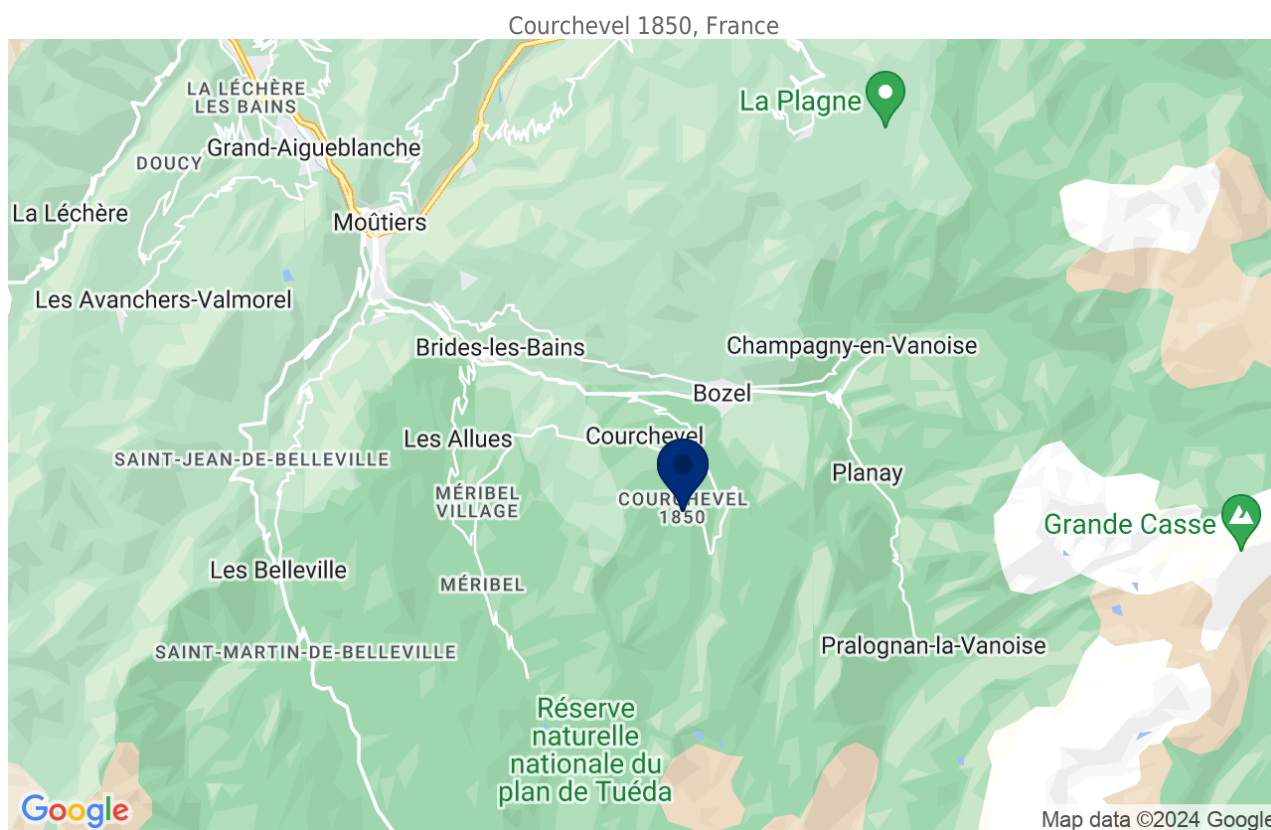 Courchevel 1850, France
LA LÉCHÈRE
LES BAINS
La Plagne
Grand-Aigueblanche
DOUCY
La Léchère
Moûtiers
Les Avanchers-Valmorel
Brides-les-Bains
Champagny-en-Vanoise
Bozel
Les Allues
Courchevel
SAINT-JEAN-DE-BELLEVILLE
Planay
MÉRIBEL
VILLAGE
COURCHEVEL
1850
Grande Casse
Les Belleville
MÉRIBEL
SAINT-MARTIN-DE-BELLEVILLE
Pralognan-la-Vanoise
Réserve
naturelle
nationale du
plan de Tuéda
Google
Map data ©2024 Google